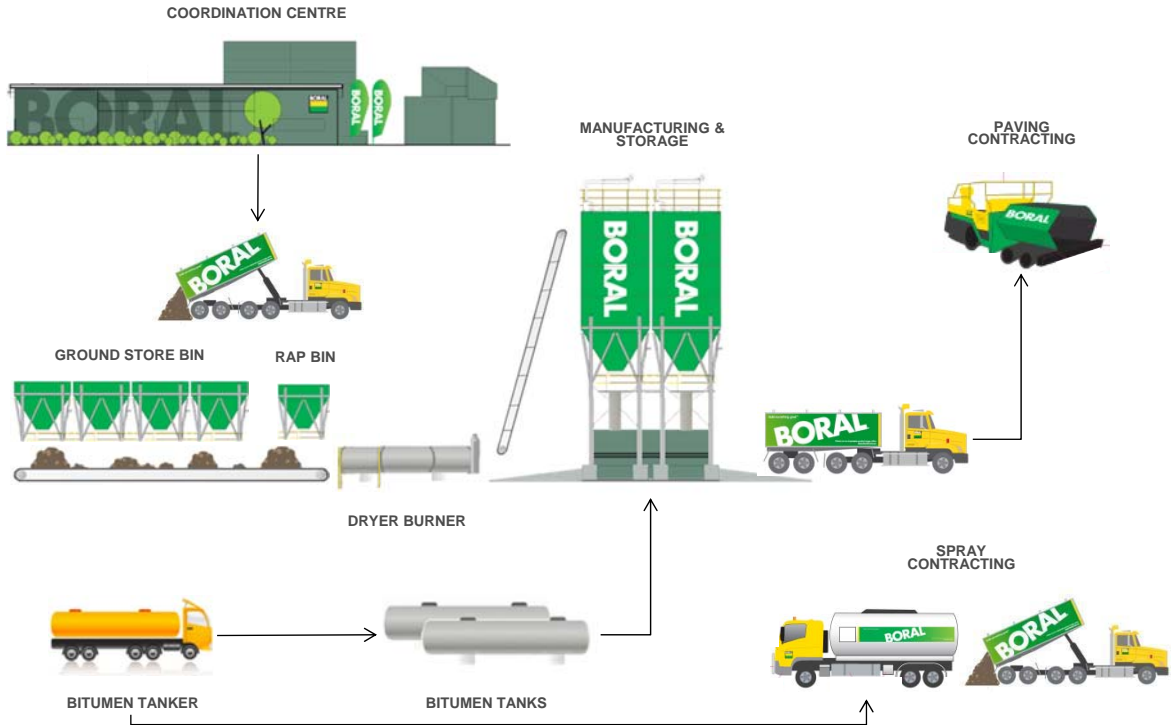 COORDINATION CENTRE
BORAL
BORAL
BORAL
BORAL
MANUFACTURING &
STORAGE
PAVING
CONTRACTING
BORAL
BORAL
BORAL
BORAL
GROUND STORE BIN
RAP BIN
BORAL
DRYER BURNER
SPRAY
CONTRACTING
BORAL
BORAL
BITUMEN TANKER
BITUMEN TANKS